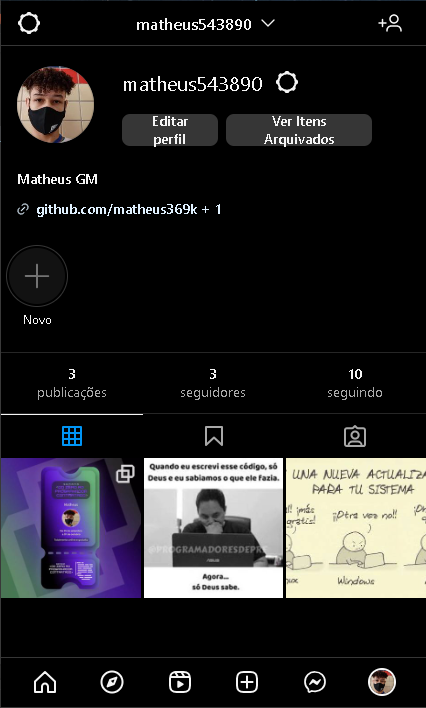 matheus543890
matheus543890
Editar
perfil
Ver Itens
Arquivados
Matheus GM
github.com/matheus369k + 1
Novo
3
publicações
3
seguidores
10
seguindo
Quando eu escrevi esse código, só
Deus e eu sabiamos o que ele fazia.
@PROGRAMADORESDEPRE
Agora...
só Deus sabe.
UNA NUEVA ACTUALIZA
PARA TU SISTEMA
¡más
gratis!
¡¡Otra vez no!!
Windows